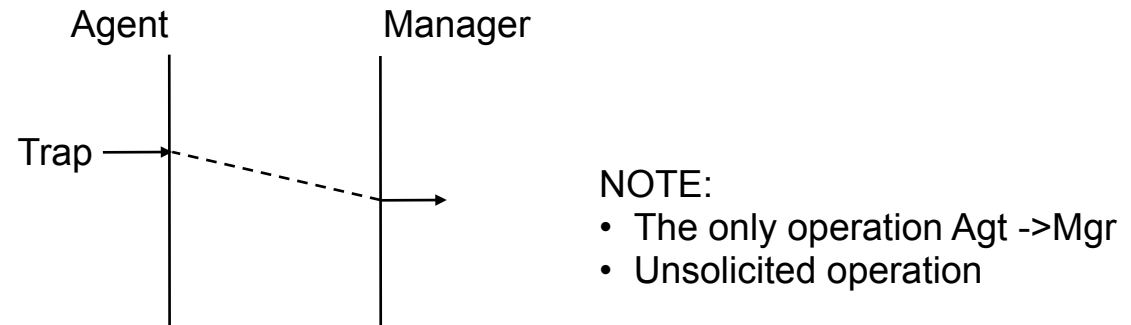 Agent
Manager
Trap
NOTE:
• The only operation Agt ->Mgr
• Unsolicited operation